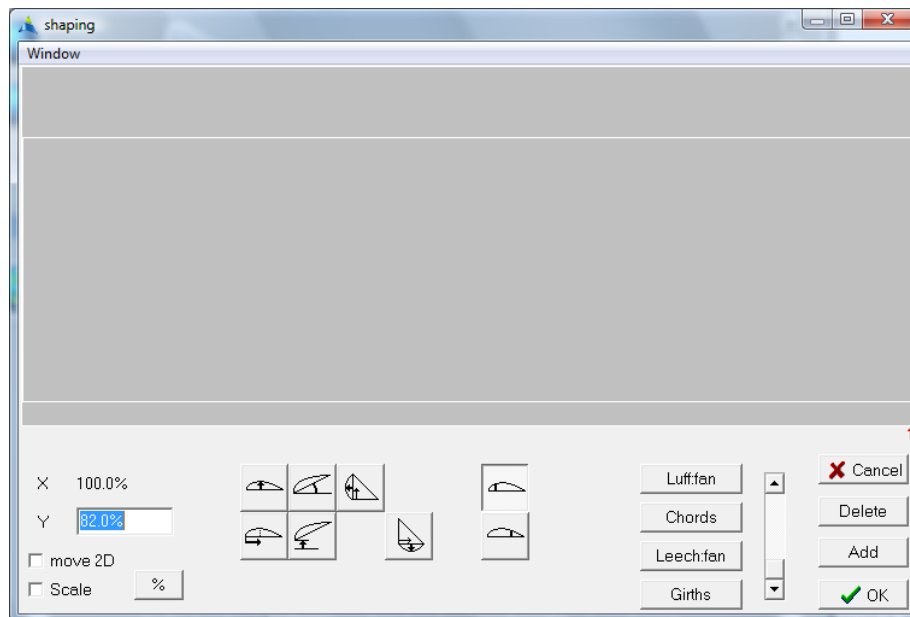 shaping
Window
X 100.0%
Y 82.0%
move 2D
Scale %
Luff:fan
Chords
Leech:fan
Girths
Cancel
Delete
Add
OK